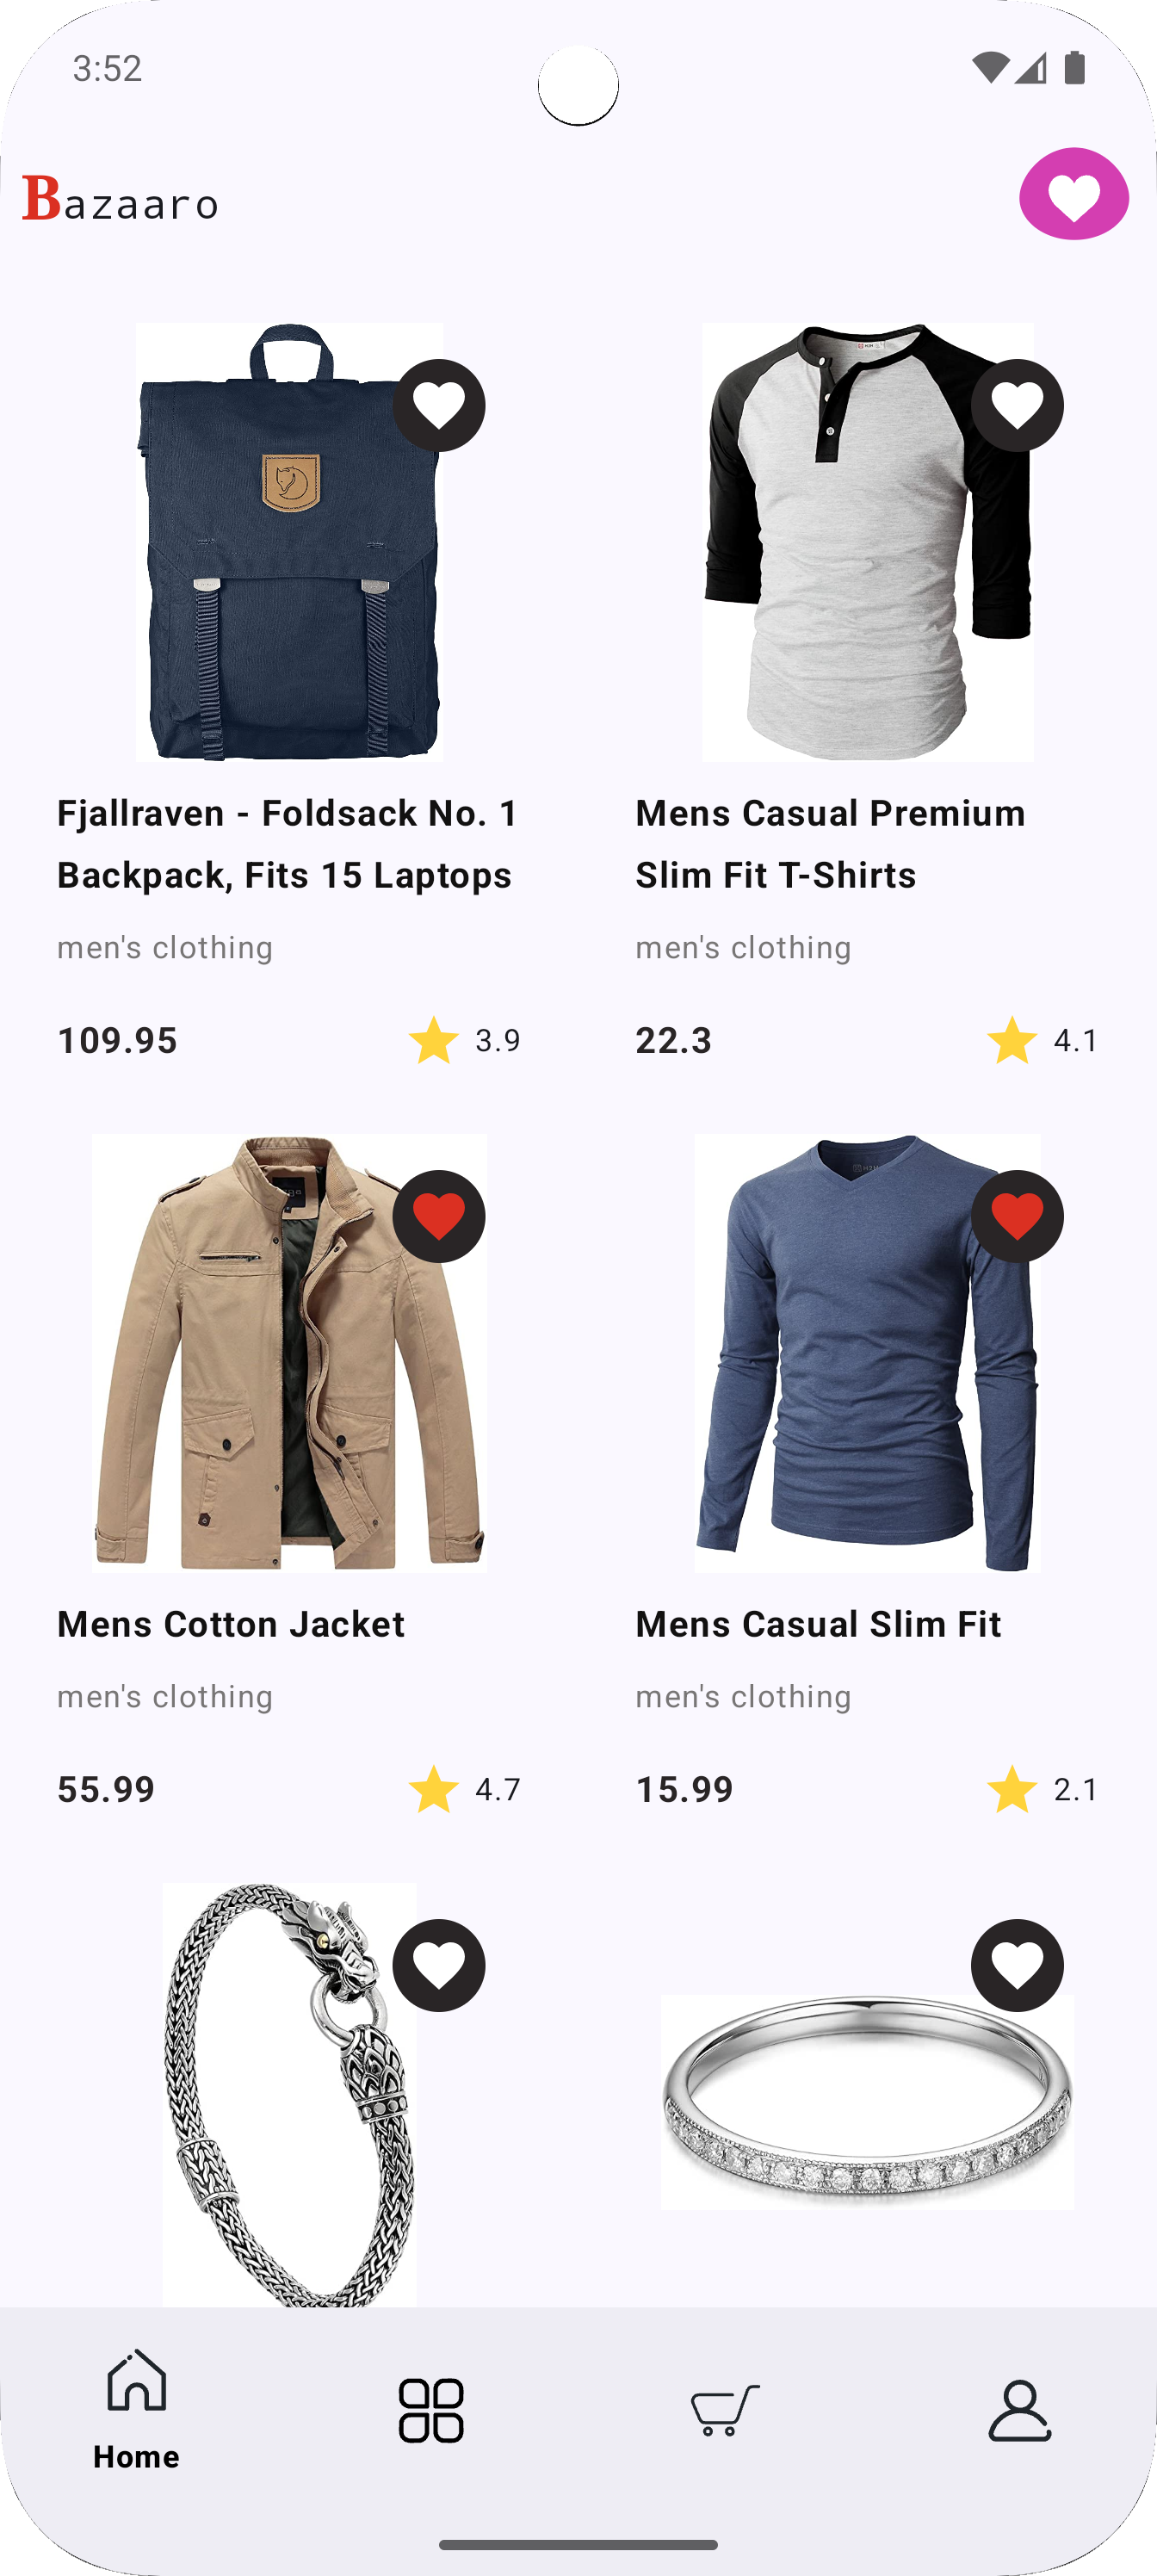 3:52
Bazaaro
Fjallraven - Foldsack No. 1
Backpack, Fits 15 Laptops
men's clothing
109.95
3.9
Mens Casual Premium
Slim Fit T-Shirts
men's clothing
22.3
4.1
Mens Cotton Jacket
men's clothing
55.99
4.7
Mens Casual Slim Fit
men's clothing
15.99
2.1
Home